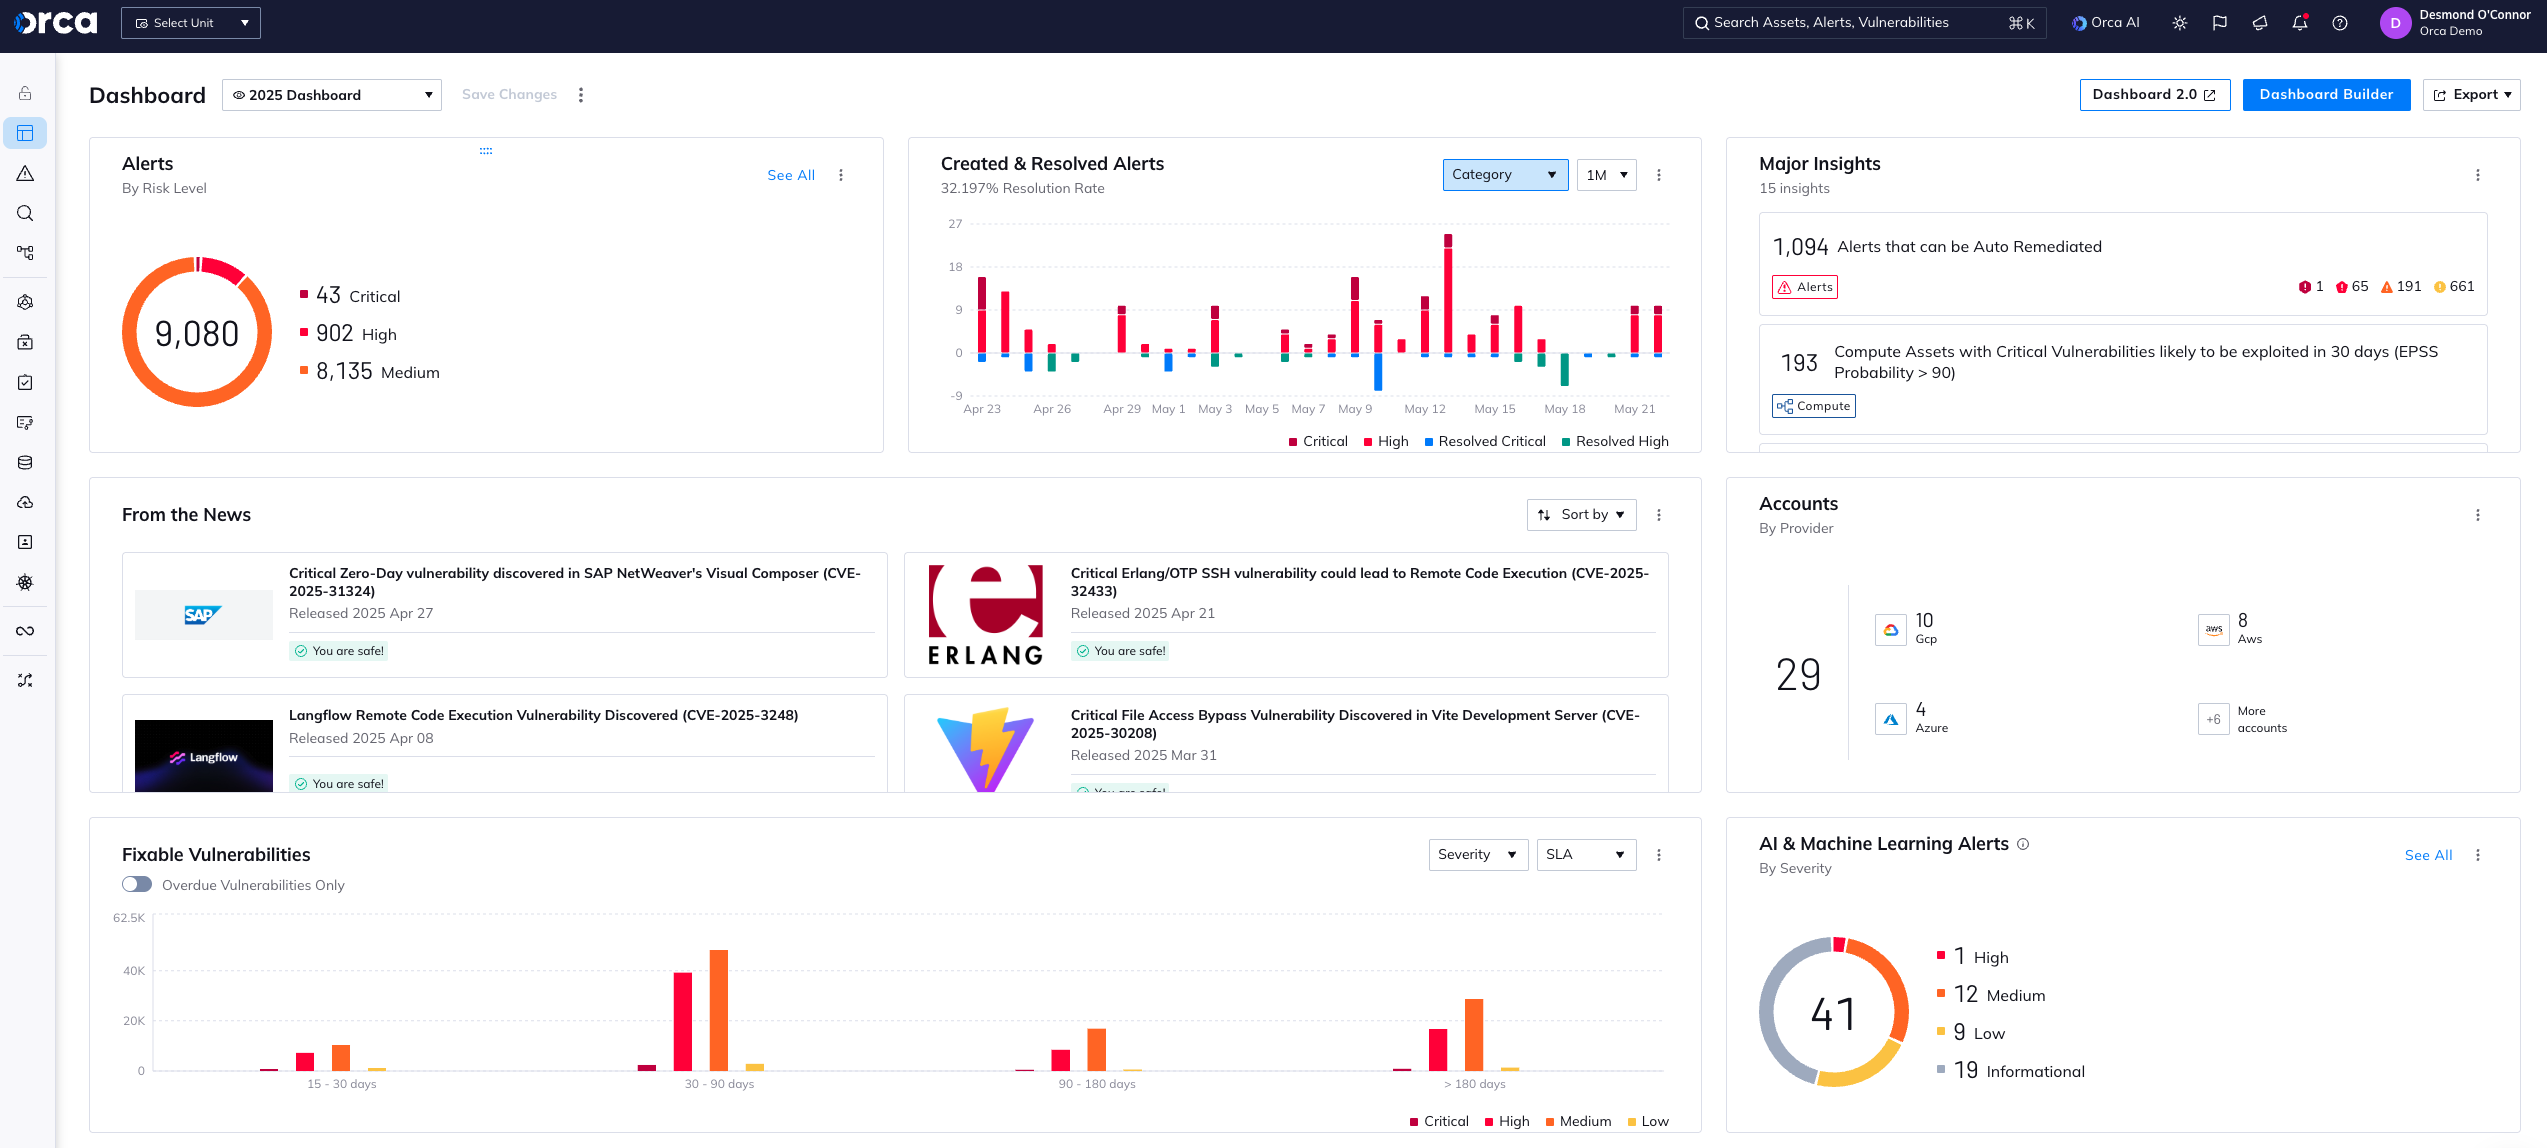 orca
Select Unit
Search Assets, Alerts, Vulnerabilities
⌘ K
Orca AI
D
Desmond O'Connor
Orca Demo
Dashboard
2025 Dashboard
Save Changes
Dashboard 2.0
Dashboard Builder
Export
Alerts
By Risk Level
See All
9,080
43 Critical
902 High
8,135 Medium
Created & Resolved Alerts
32.197% Resolution Rate
Category
1M
27
18
9
0
-9
Apr 23 Apr 26 Apr 29 May 1 May 3 May 5 May 7 May 9 May 12 May 15 May 18 May 21
Critical High Resolved Critical Resolved High
Major Insights
15 insights
1,094 Alerts that can be Auto Remediated
Alerts
1 65 191 661
193 Compute Assets with Critical Vulnerabilities likely to be exploited in 30 days (EPSS
Probability > 90)
Compute
From the News
Sort by
SAP
Critical Zero-Day vulnerability discovered in SAP NetWeaver's Visual Composer (CVE-
2025-31324)
Released 2025 Apr 27
You are safe!
e
ERLANG
Critical Erlang/OTP SSH vulnerability could lead to Remote Code Execution (CVE-2025-
32433)
Released 2025 Apr 21
You are safe!
Langflow
Langflow Remote Code Execution Vulnerability Discovered (CVE-2025-3248)
Released 2025 Apr 08
You are safe!
Critical File Access Bypass Vulnerability Discovered in Vite Development Server (CVE-
2025-30208)
Released 2025 Mar 31
You are safe!
Accounts
By Provider
29
10
Gcp
aws
8
Aws
4
Azure
+6
More
accounts
Fixable Vulnerabilities
Overdue Vulnerabilities Only
Severity
SLA
62.5K
40K
20K
0
15 - 30 days 30 - 90 days 90 - 180 days > 180 days
Critical High Medium Low
AI & Machine Learning Alerts
By Severity
See All
41
1 High
12 Medium
9 Low
19 Informational